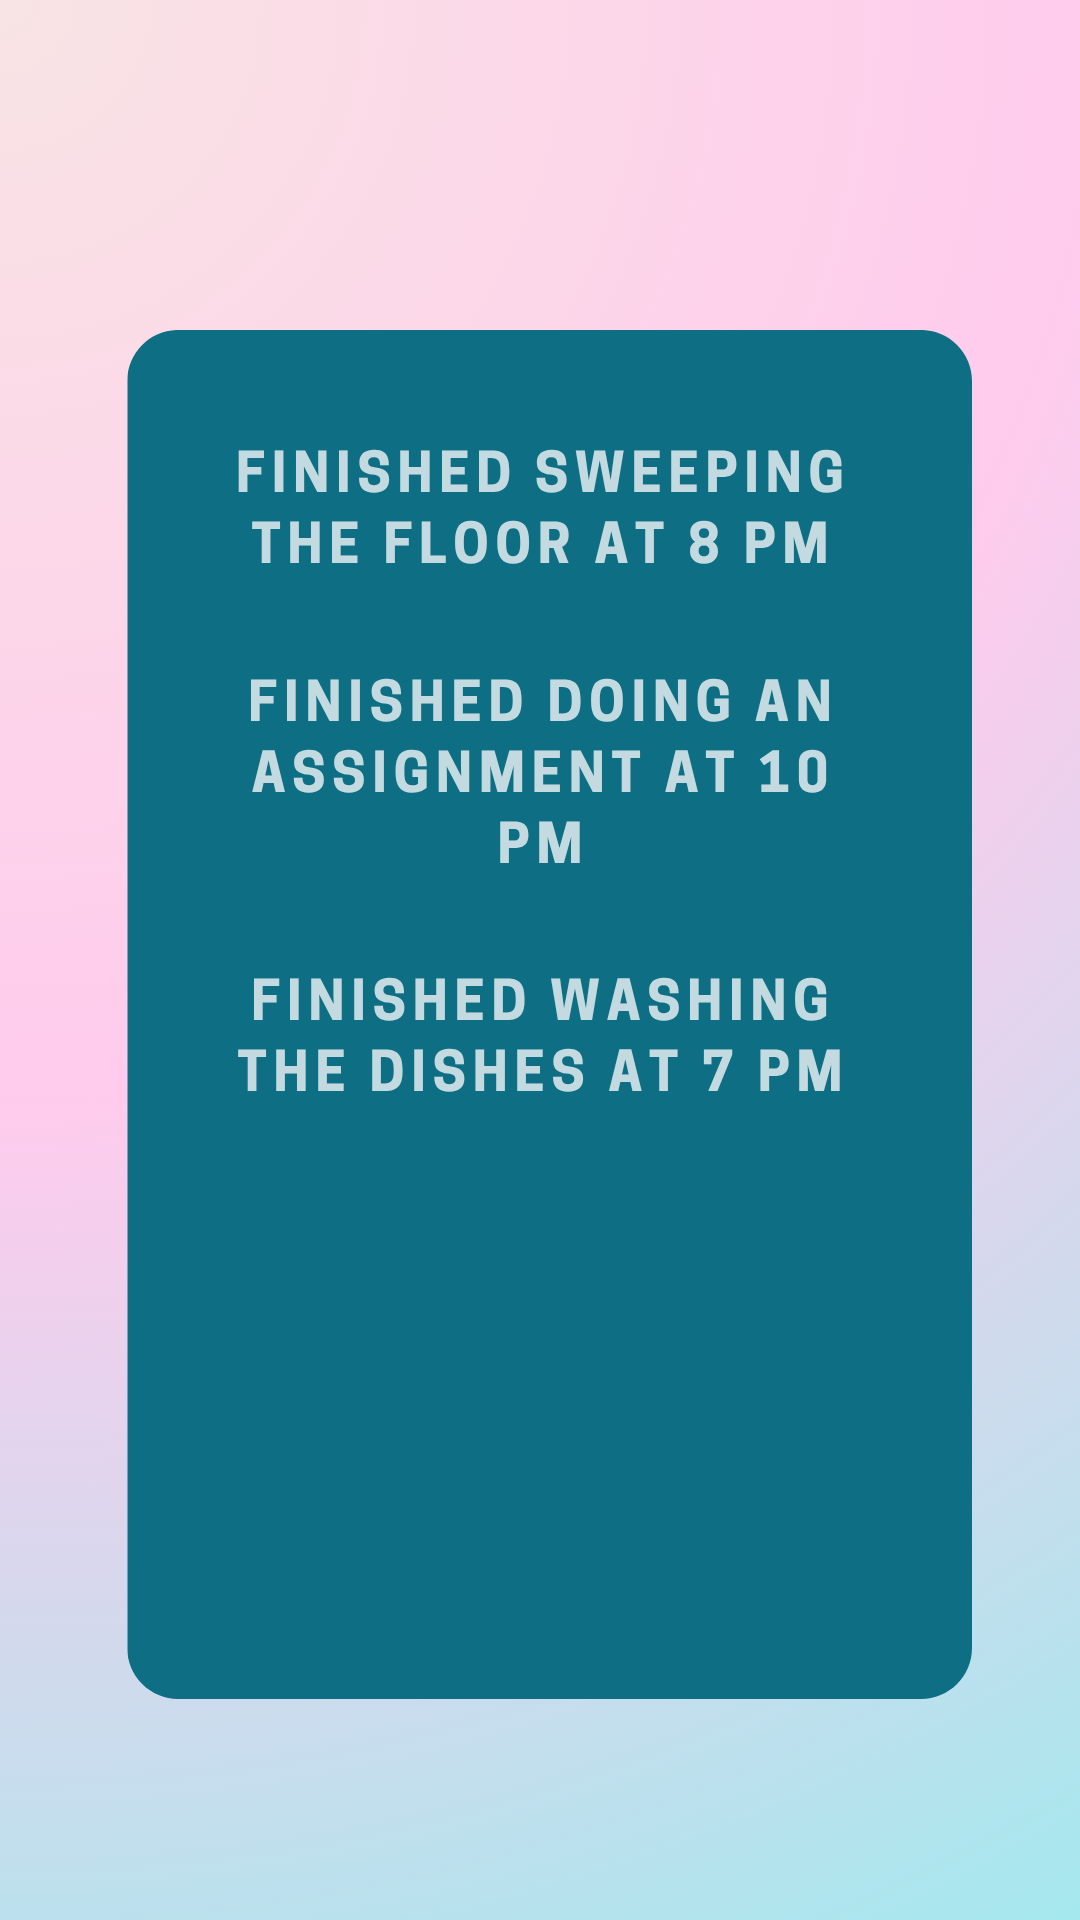 FINISHED SWEEPING
THE FLOOR AT 8 PM
FINISHED DOING AN
ASSIGNMENT AT 10
PM
FINISHED WASHING
THE DISHES AT 7 PM